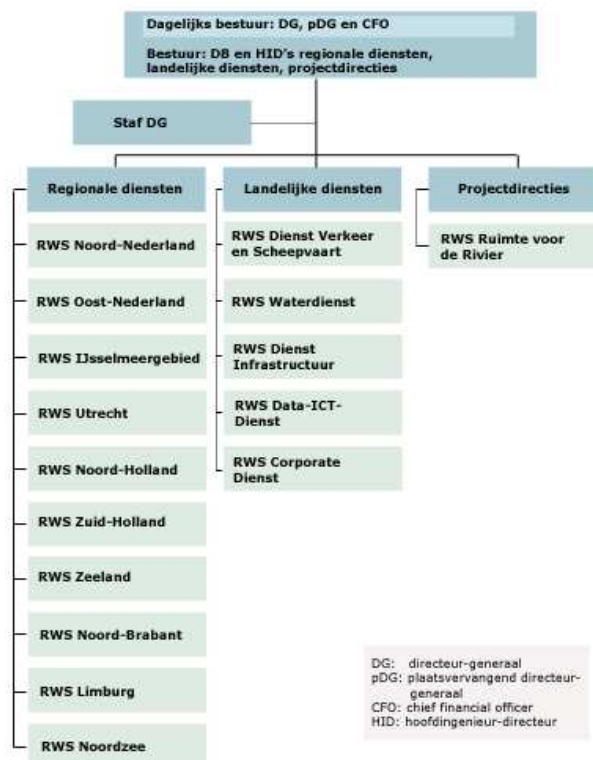 Dagelijks bestuur: DG, pDG en CFO
Bestuur: DB en HID's regionale diensten,
landelijke diensten, projectdirecties
Staf DG
Regionale diensten
RWS Noord-Nederland
RWS Oost-Nederland
RWS IJsselmeergebied
RWS Utrecht
RWS Noord-Holland
RWS Zuid-Holland
RWS Zeeland
RWS Noord-Brabant
RWS Limburg
RWS Noordzee
Landelijke diensten
RWS Dienst Verkeer
en Scheepvaart
RWS Waterdienst
RWS Dienst
Infrastructuur
RWS Data-ICT-
Dienst
RWS Corporate
Dienst
Projectdirecties
RWS Ruimte voor
de Rivier
DG: directeur-generaal
pDG: plaatsvervangend directeur-
generaal
CFO: chief financial officer
HID: hoofdingenieur-directeur